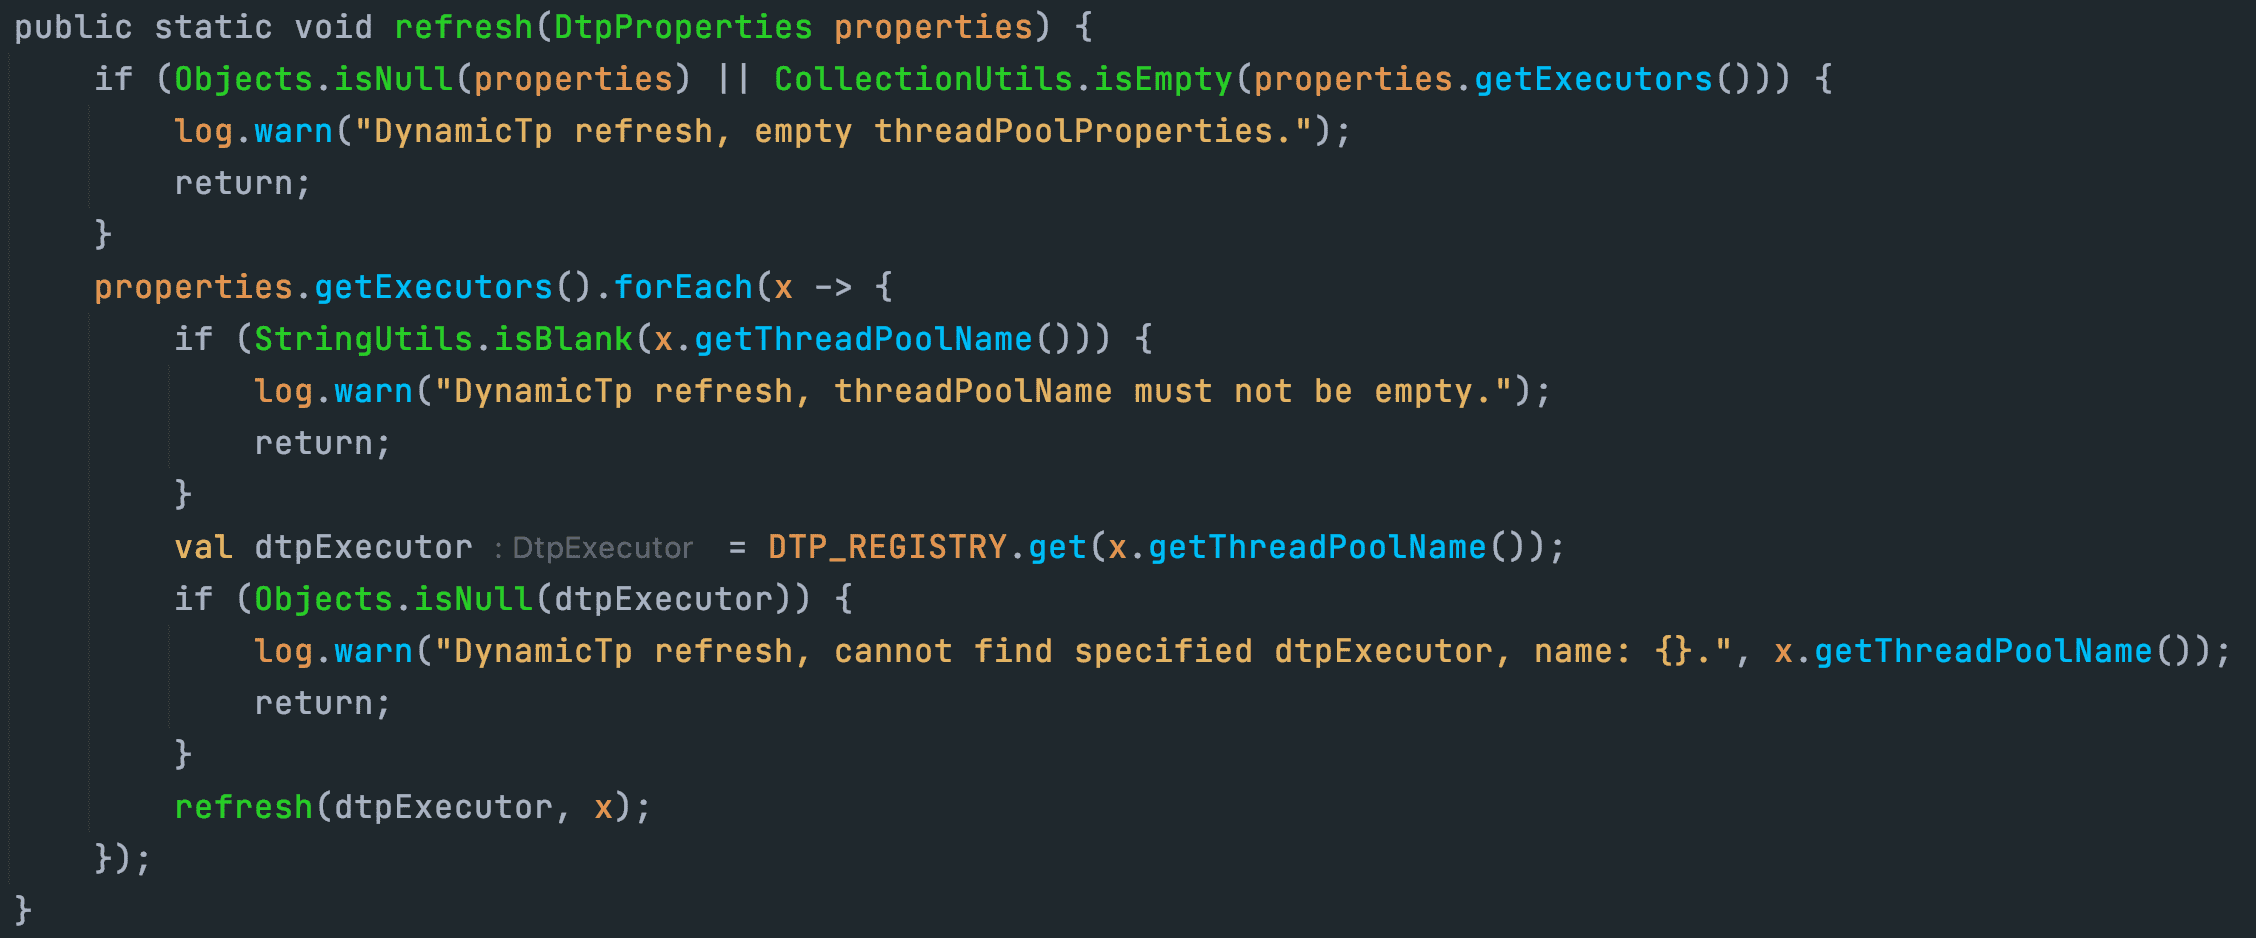 public static void refresh(DtpProperties properties) {
    if (Objects.isNull(properties) || CollectionUtils.isEmpty(properties.getExecutors())) {
        log.warn("DynamicTp refresh, empty threadPoolProperties.");
        return;
    }
    properties.getExecutors().forEach(x -> {
        if (StringUtils.isBlank(x.getThreadPoolName())) {
            log.warn("DynamicTp refresh, threadPoolName must not be empty.");
            return;
        }
        val dtpExecutor : DtpExecutor = DTP_REGISTRY.get(x.getThreadPoolName());
        if (Objects.isNull(dtpExecutor)) {
            log.warn("DynamicTp refresh, cannot find specified dtpExecutor, name: {}.", x.getThreadPoolName());
            return;
        }
        refresh(dtpExecutor, x);
    });
}